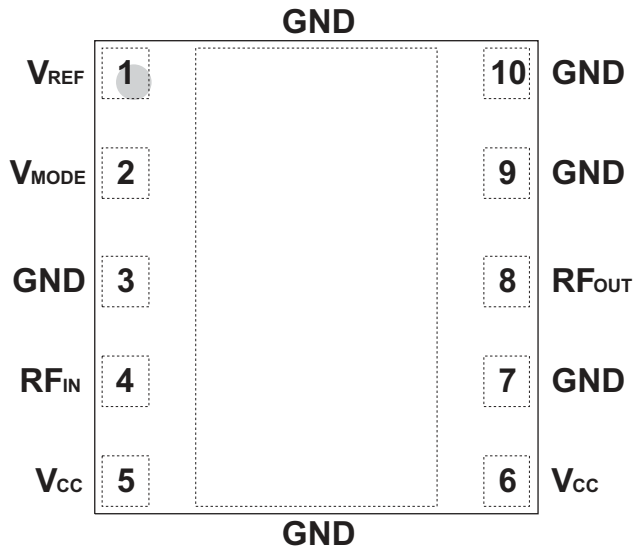 GND
VREF 1 10 GND
VMODE 2 9 GND
GND 3 8 RFOUT
RFIN 4 7 GND
VCC 5 6 VCC
GND